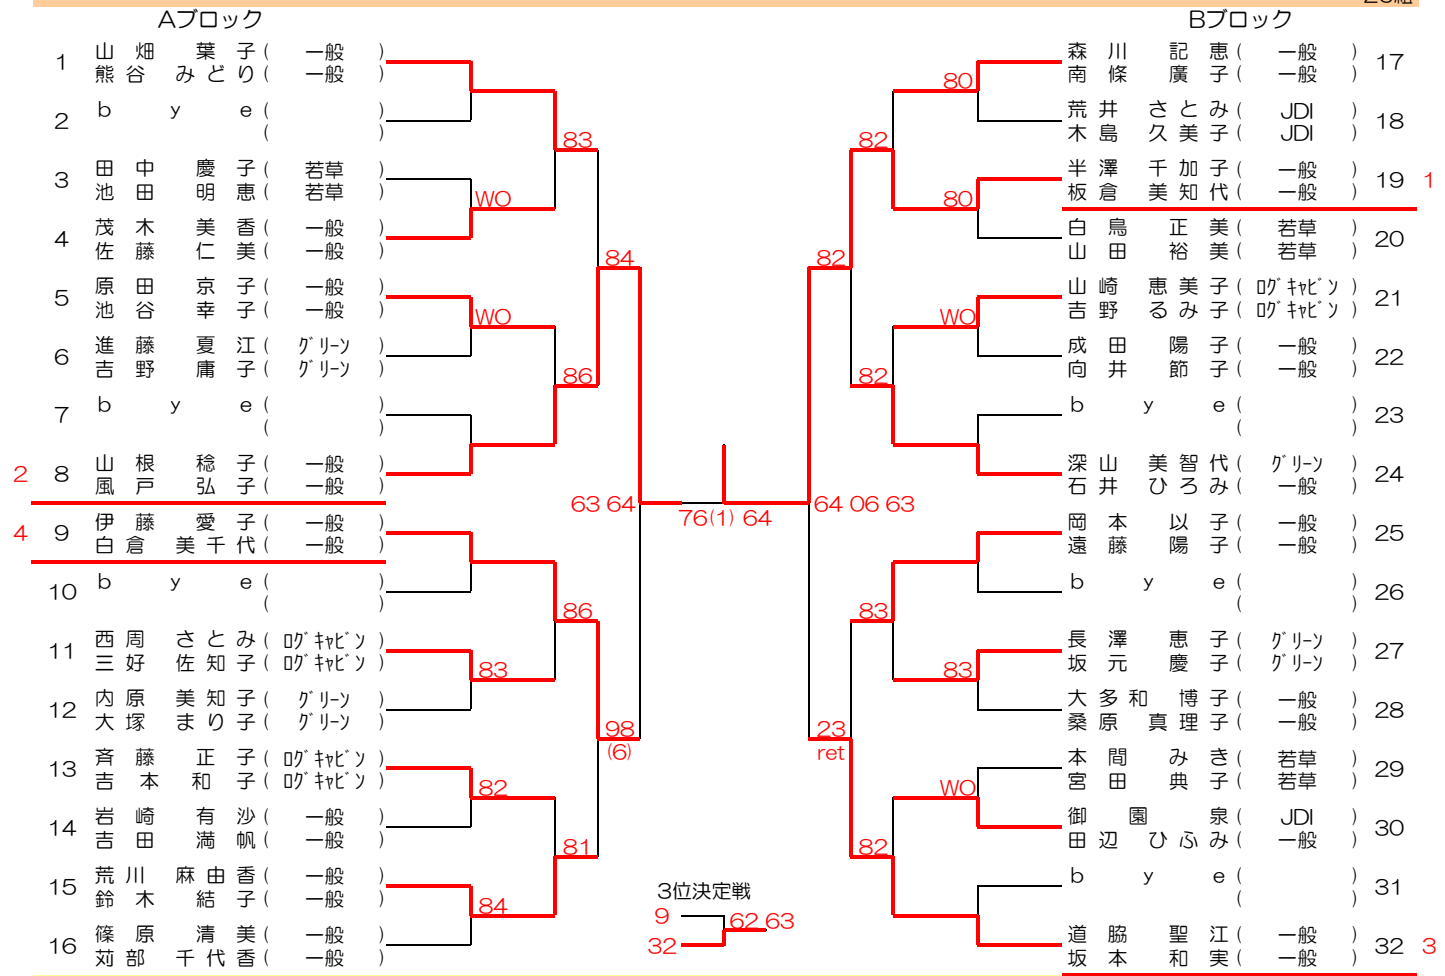 Aブロック
1 山畑 葉子( 一般 )
熊谷 みどり( 一般 )
2 bye( )
( )
3 田中 慶子( 若草 )
池田 明恵( 若草 )
4 茂木 美香( 一般 )
佐藤 仁美( 一般 )
5 原田 京子( 一般 )
池谷 幸子( 一般 )
6 進藤 夏江( グリーン )
吉野 庸子( グリーン )
7 bye( )
( )
2 8 山根 稔子( 一般 )
風戸 弘子( 一般 )
4 9 伊藤 愛子( 一般 )
白倉 美千代( 一般 )
10 bye( )
( )
11 西周 さとみ( ログキャビン )
三好 佐知子( ログキャビン )
12 内原 美知子( グリーン )
大塚 まり子( グリーン )
13 斉藤 正子( ログキャビン )
吉本 和子( ログキャビン )
14 岩崎 有沙( 一般 )
吉田 満帆( 一般 )
15 荒川 麻由香( 一般 )
鈴木 結子( 一般 )
16 篠原 清美( 一般 )
苅部 千代香( 一般 )
WO
WO
83
82
84
83
86
86
81
84
98
(6)
63 64
76(1) 64
64 06 63
82
23
ret
82
82
83
82
80
80
WO
83
WO
3位決定戦
9
32
62 63
Bブロック
森川 記恵( 一般 ) 17
南條 廣子( 一般 )
荒井 さとみ( JDI ) 18
木島 久美子( JDI )
半澤 千加子( 一般 ) 19 1
板倉 美知代( 一般 )
白鳥 正美( 若草 ) 20
山田 裕美( 若草 )
山崎 恵美子( ログキャビン ) 21
吉野 るみ子( ログキャビン )
成田 陽子( 一般 ) 22
向井 節子( 一般 )
bye( ) 23
( )
深山 美智代( グリーン ) 24
石井 ひろみ( 一般 )
岡本 以子( 一般 ) 25
遠藤 陽子( 一般 )
bye( ) 26
( )
長澤 恵子( グリーン ) 27
坂元 慶子( グリーン )
大多和 博子( 一般 ) 28
桑原 真理子( 一般 )
本間 みき( 若草 ) 29
宮田 典子( 若草 )
御園 泉( JDI ) 30
田辺 ひふみ( 一般 )
bye( ) 31
( )
道脇 聖江( 一般 ) 32 3
坂本 和実( 一般 )